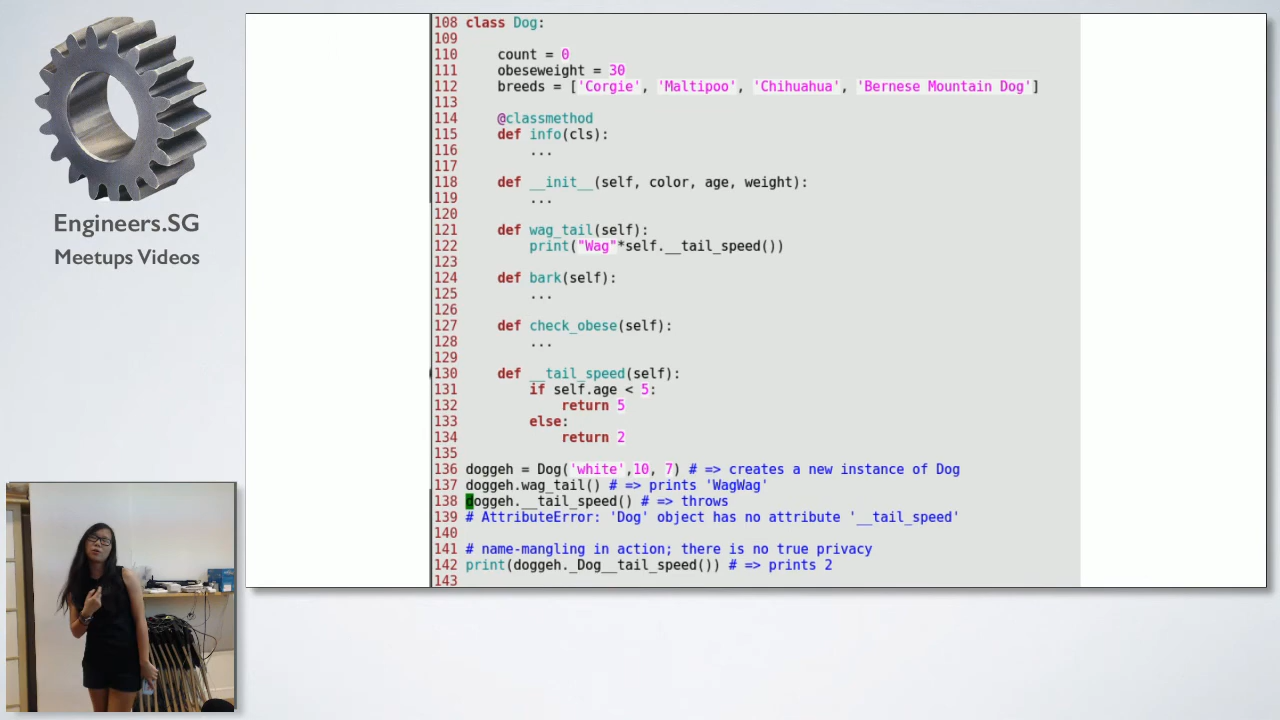 Engineers.SG
Meetups Videos
108 class Dog:
109
110     count = 0
111     obeseweight = 30
112     breeds = ['Corgie', 'Maltipoo', 'Chihuahua', 'Bernese Mountain Dog']
113
114     @classmethod
115     def info(cls):
116         ...
117
118     def __init__(self, color, age, weight):
119         ...
120
121     def wag_tail(self):
122         print("Wag"*self.__tail_speed())
123
124     def bark(self):
125         ...
126
127     def check_obese(self):
128         ...
129
130     def __tail_speed(self):
131         if self.age < 5:
132             return 5
133         else:
134             return 2
135
136 doggeh = Dog('white',10, 7) # => creates a new instance of Dog
137 doggeh.wag_tail() # => prints 'WagWag'
138 doggeh.__tail_speed() # => throws
139 # AttributeError: 'Dog' object has no attribute '__tail_speed'
140
141 # name-mangling in action; there is no true privacy
142 print(doggeh._Dog__tail_speed()) # => prints 2
143